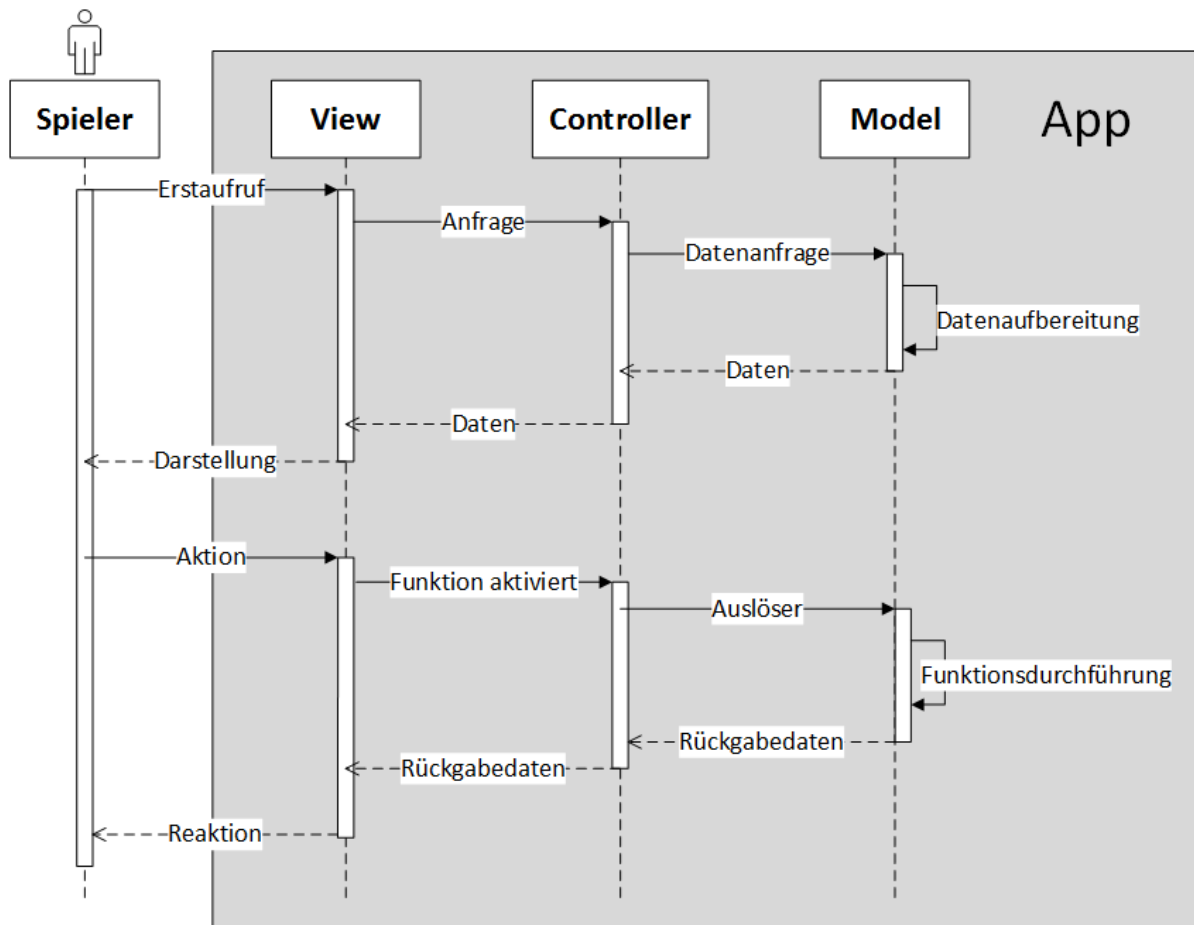 Spieler
View
Controller
Model
App
Erstaufruf
Anfrage
Datenanfrage
Datenaufbereitung
Daten
Daten
Darstellung
Aktion
Funktion aktiviert
Auslöser
Funktionsdurchführung
Rückgabedaten
Rückgabedaten
Reaktion